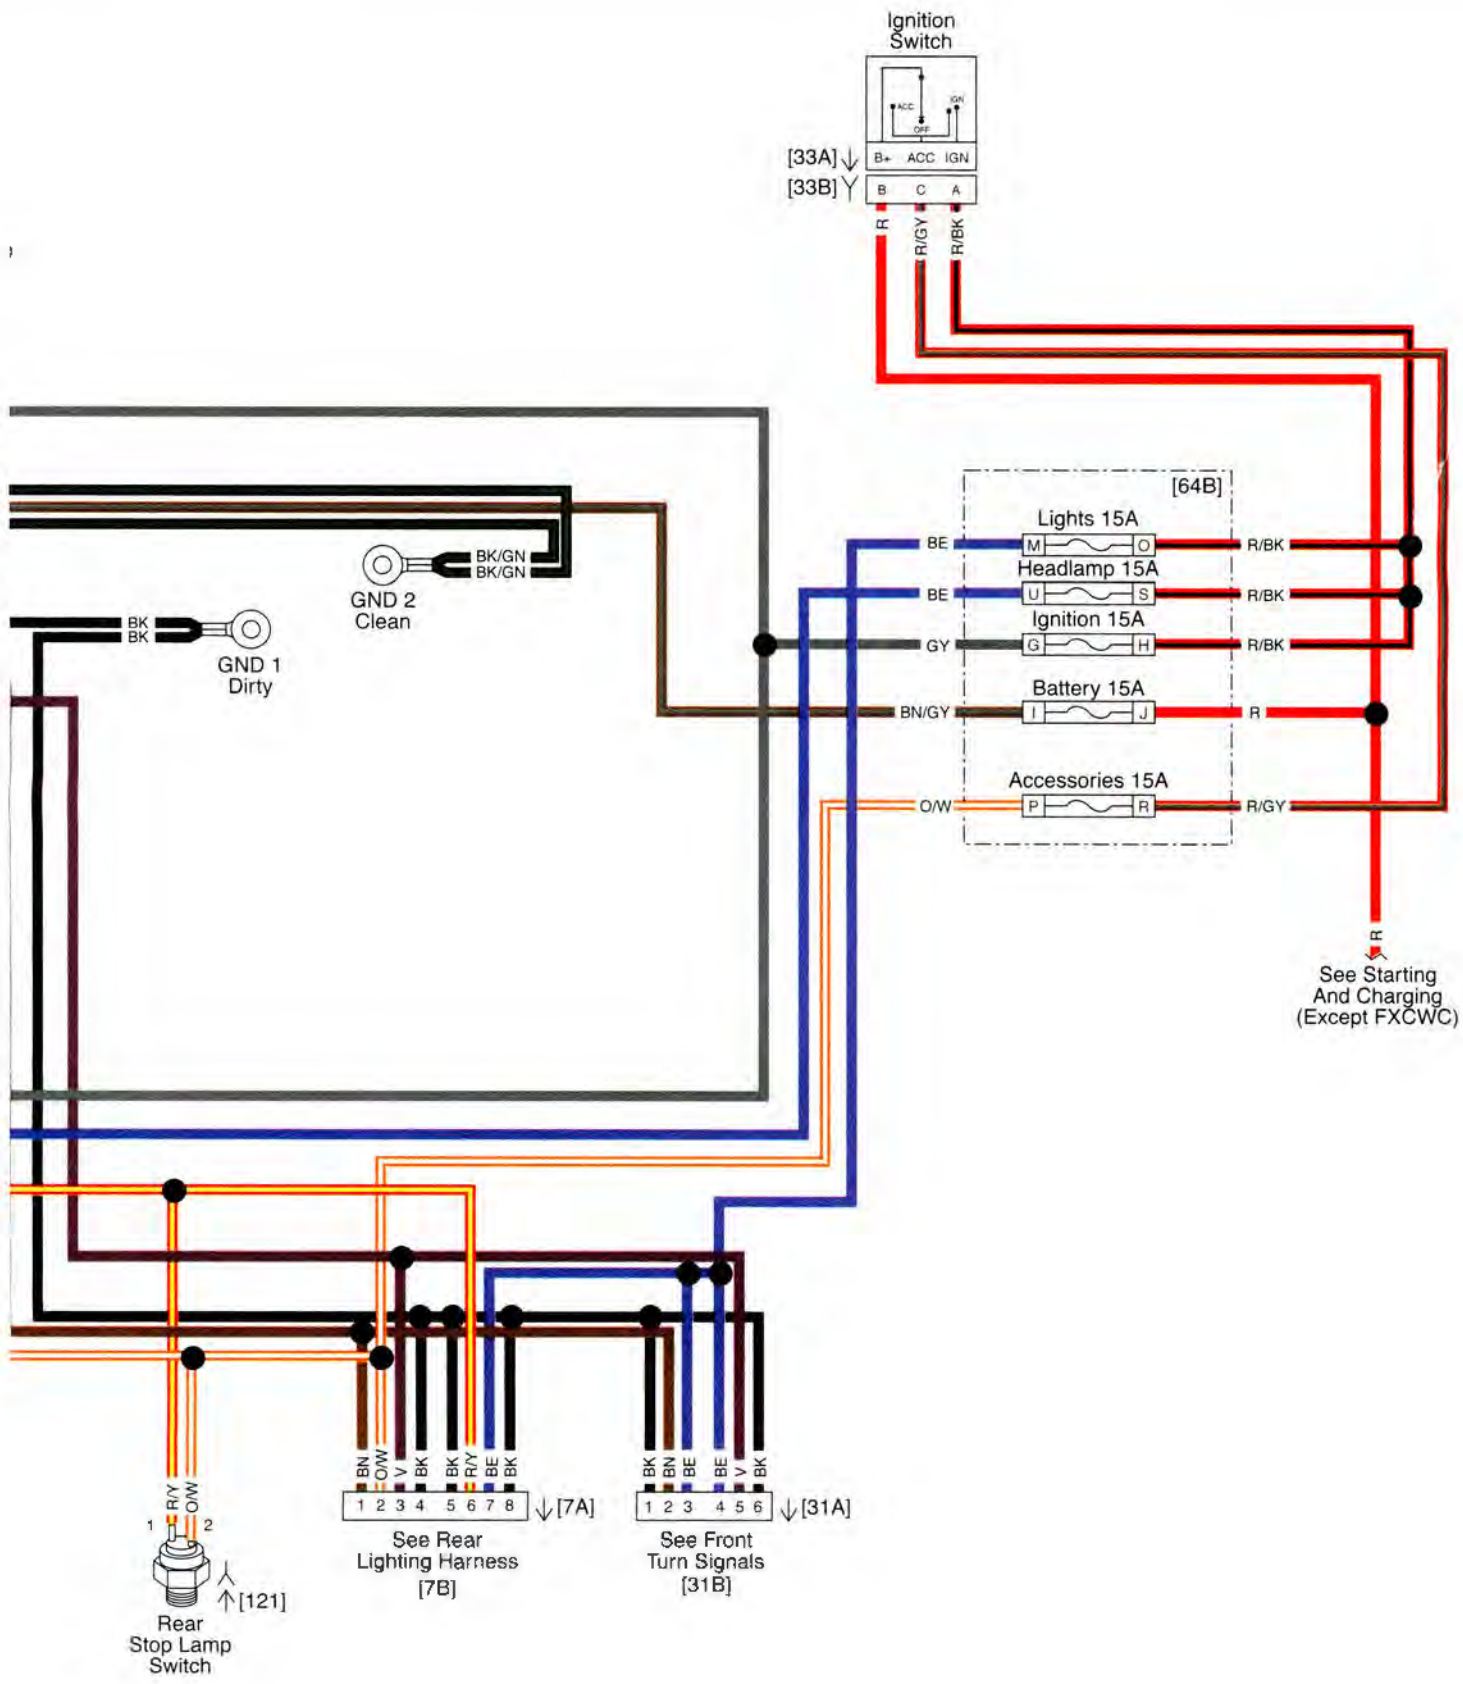 Ignition
Switch
ACC
IGN
OFF
[33A] B+ ACC IGN
[33B] B C A
R R/GY R/BK
[64B]
Lights 15A
BE M O R/BK
Headlamp 15A
BE U S R/BK
Ignition 15A
GY G H R/BK
Battery 15A
BN/GY I J R
Accessories 15A
O/W P R R/GY
BK/GN
BK/GN
GND 2
Clean
BK
BK
GND 1
Dirty
R
See Starting
And Charging
(Except FXCWC)
R/Y O/W
1 2
[121]
Rear
Stop Lamp
Switch
BN O/W V BK BK R/Y BE BK
1 2 3 4 5 6 7 8 [7A]
See Rear
Lighting Harness
[7B]
BK BN BE BE V BK
1 2 3 4 5 6 [31A]
See Front
Turn Signals
[31B]